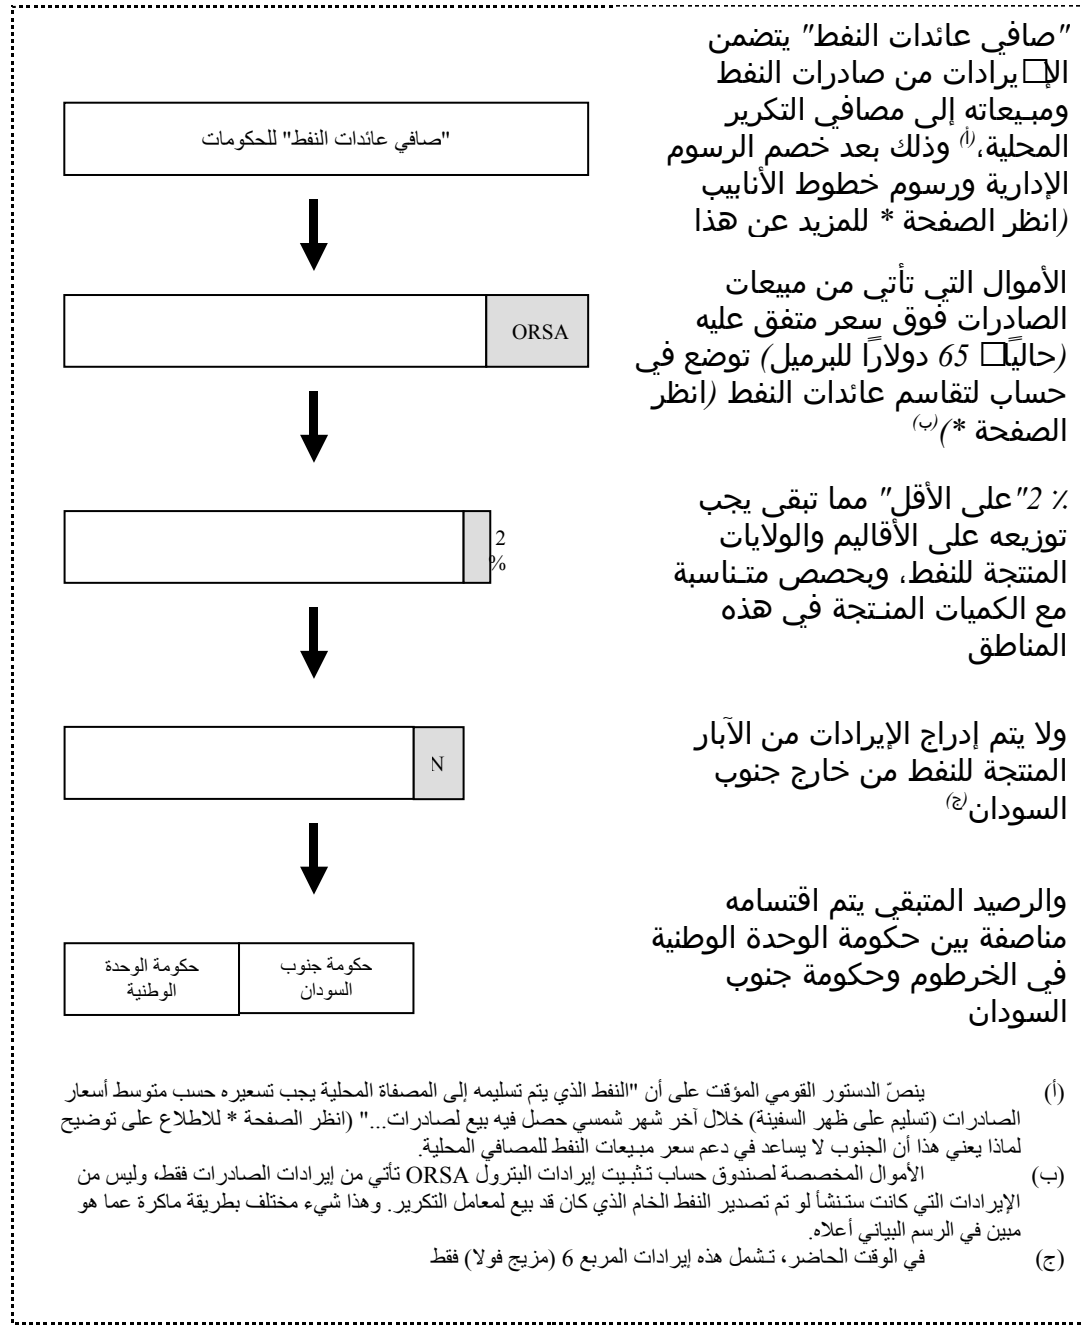 "صافي عائدات النفط" يتضمن
الإيرادات من صادرات النفط
ومبيعاته إلى مصافي التكرير
المحلية،(أ) وذلك بعد خصم الرسوم
الإدارية ورسوم خطوط الأنابيب
(انظر الصفحة * للمزيد عن هذا
"صافي عائدات النفط" للحكومات
الأموال التي تأتي من مبيعات
الصادرات فوق سعر متفق عليه
(حالياً 65 دولارًا للبرميل) توضع في
حساب لتقاسم عائدات النفط (انظر
الصفحة *)(ب)
ORSA
2 ٪ "على الأقل" مما تبقى يجب
توزيعه على الأقاليم والولايات
المنتجة للنفط، وبحصص متناسبة
مع الكميات المنتجة في هذه
المناطق
2
%
ولا يتم إدراج الإيرادات من الآبار
المنتجة للنفط من خارج جنوب
السودان(ج)
N
والرصيد المتبقي يتم اقتسامه
مناصفة بين حكومة الوحدة الوطنية
في الخرطوم وحكومة جنوب
السودان
حكومة جنوب
السودان
حكومة الوحدة
الوطنية
(أ) ينصّ الدستور القومي المؤقت على أن "النفط الذي يتم تسليمه إلى المصفاة المحلية يجب تسعيره حسب متوسط أسعار
الصادرات (تسليم على ظهر السفينة) خلال آخر شهر شمسي حصل فيه بيع لصادرات..." (انظر الصفحة * للاطلاع على توضيح
لماذا يعني هذا أن الجنوب لا يساعد في دعم سعر مبيعات النفط للمصافي المحلية.
(ب) الأموال المخصصة لصندوق حساب تثبيت إيرادات البترول ORSA تأتي من إيرادات الصادرات فقط، وليس من
الإيرادات التي كانت ستنشأ لو تم تصدير النفط الخام الذي كان قد بيع لمعامل التكرير. وهذا شيء مختلف بطريقة ماكرة عما هو
مبين في الرسم البياني أعلاه.
(ج) في الوقت الحاضر، تشمل هذه إيرادات المربع 6 (مزيج فولا) فقط